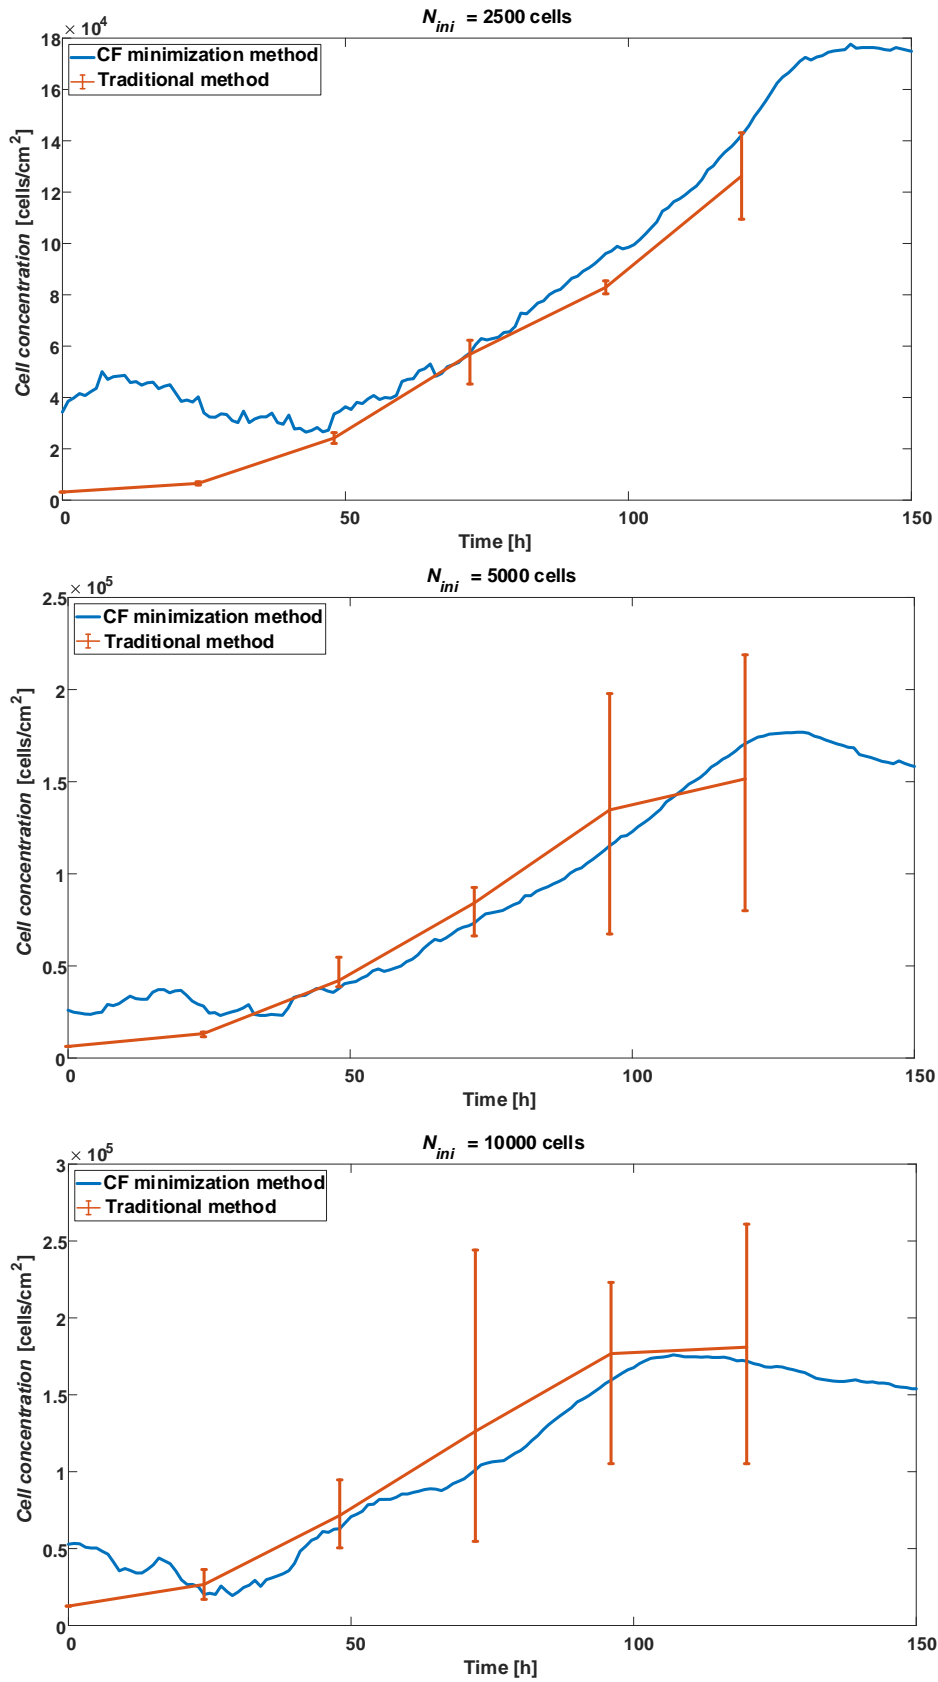 N_ini = 2500 cells
× 10^4
CF minimization method
Traditional method
18
16
14
12
10
8
6
4
2
0
Cell concentration [cells/cm^2]
0 50 100 150
Time [h]
N_ini = 5000 cells
× 10^5
CF minimization method
Traditional method
2.5
2
1.5
1
0.5
0
Cell concentration [cells/cm^2]
0 50 100 150
Time [h]
N_ini = 10000 cells
× 10^5
CF minimization method
Traditional method
3
2.5
2
1.5
1
0.5
0
Cell concentration [cells/cm^2]
0 50 100 150
Time [h]